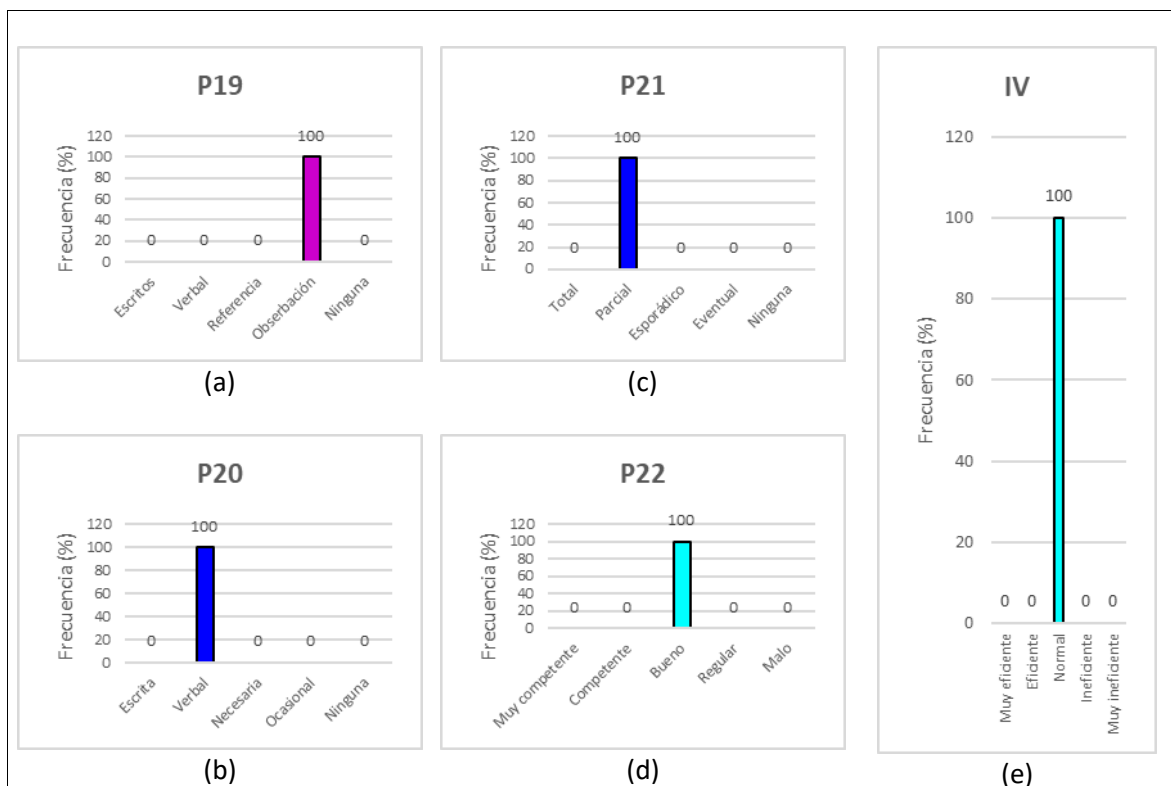 P19
Frecuencia (%)
120
100
80
60
40
20
0
0
0
0
100
0
Escritos
Verbal
Referencia
Obserbación
Ninguna
(a)
P21
Frecuencia (%)
120
100
80
60
40
20
0
0
100
0
0
0
Total
Parcial
Esporádico
Eventual
Ninguna
(c)
P20
Frecuencia (%)
120
100
80
60
40
20
0
0
100
0
0
0
Escrita
Verbal
Necesaria
Ocasional
Ninguna
(b)
P22
Frecuencia (%)
120
100
80
60
40
20
0
0
0
100
0
0
Muy competente
Competente
Bueno
Regular
Malo
(d)
IV
Frecuencia (%)
120
100
80
60
40
20
0
0
0
100
0
0
Muy eficiente
Eficiente
Normal
Ineficiente
Muy ineficiente
(e)